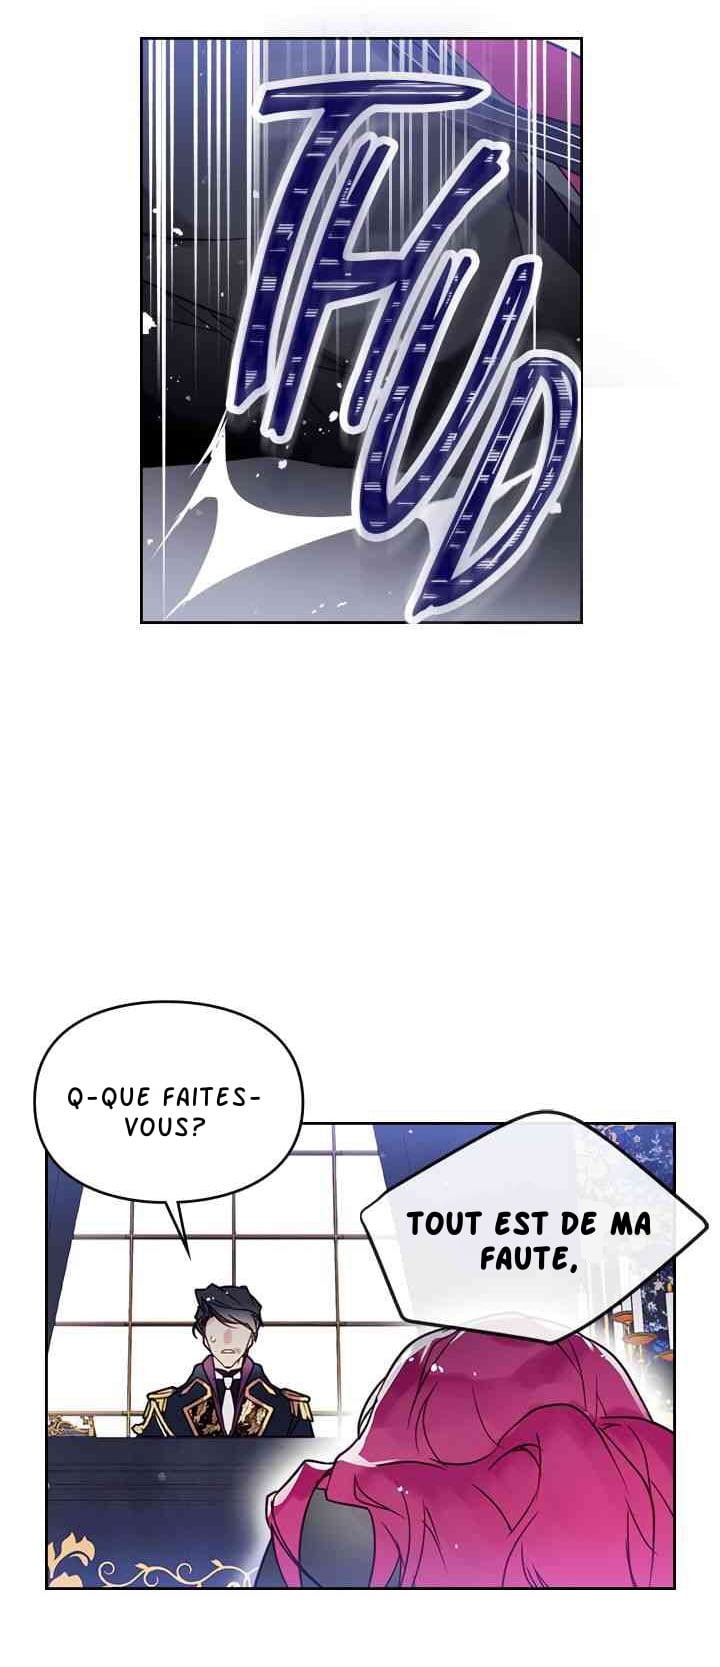 THUD
Q-QUE FAITES-
VOUS?
TOUT EST DE MA
FAUTE,